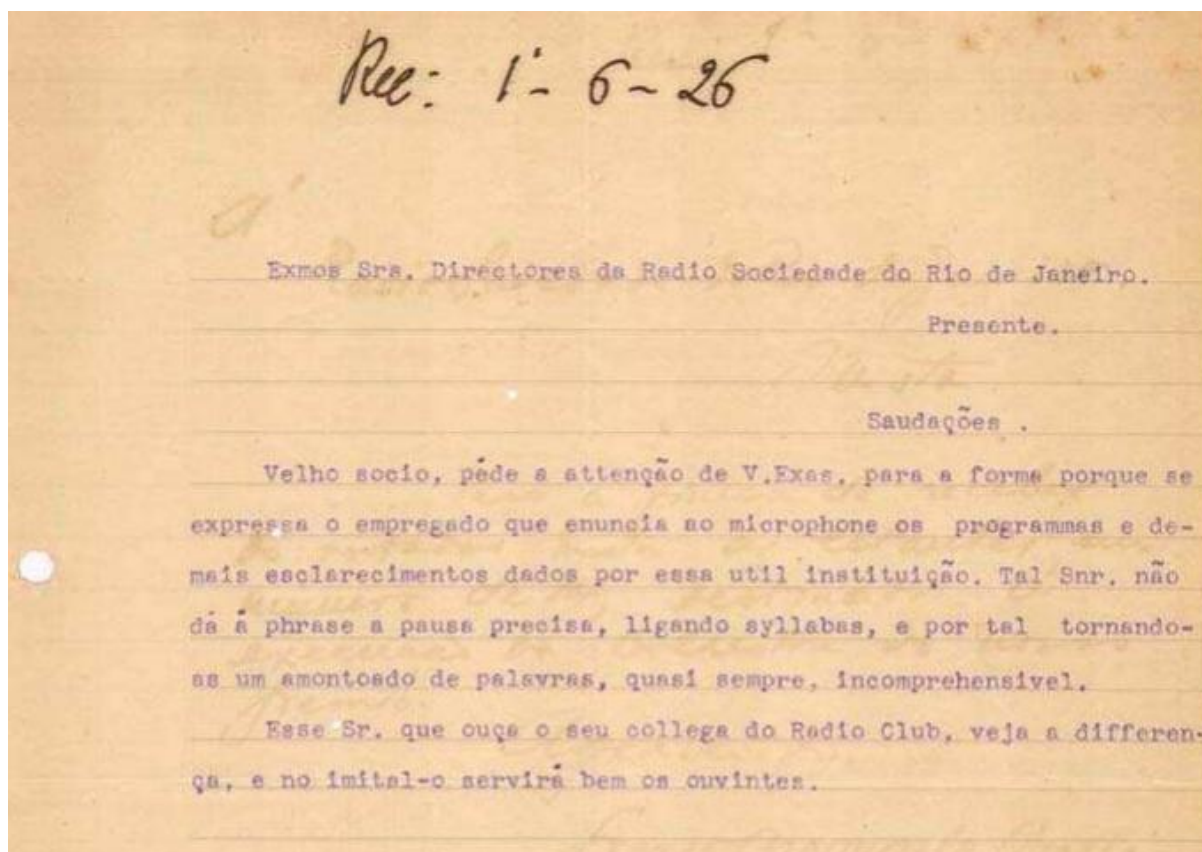 Rec: 1- 6 - 26
Exmos Srs. Directores da Radio Sociedade do Rio de Janeiro.
Presente.
Saudações .
Velho socio, péde a attenção de V.Exas, para a forma porque se
expressa o empregado que enuncia ao microphone os programmas e de-
mais esclarecimentos dados por essa util instituição. Tal Snr. não
dá á phrase a pausa precisa, ligando syllabas, e por tal tornando-
as um amontoado de palavras, quasi sempre, incomprehensivel.
Esse Sr. que ouça o seu collega do Radio Club, veja a differen-
ça, e no imital-o servirá bem os ouvintes.